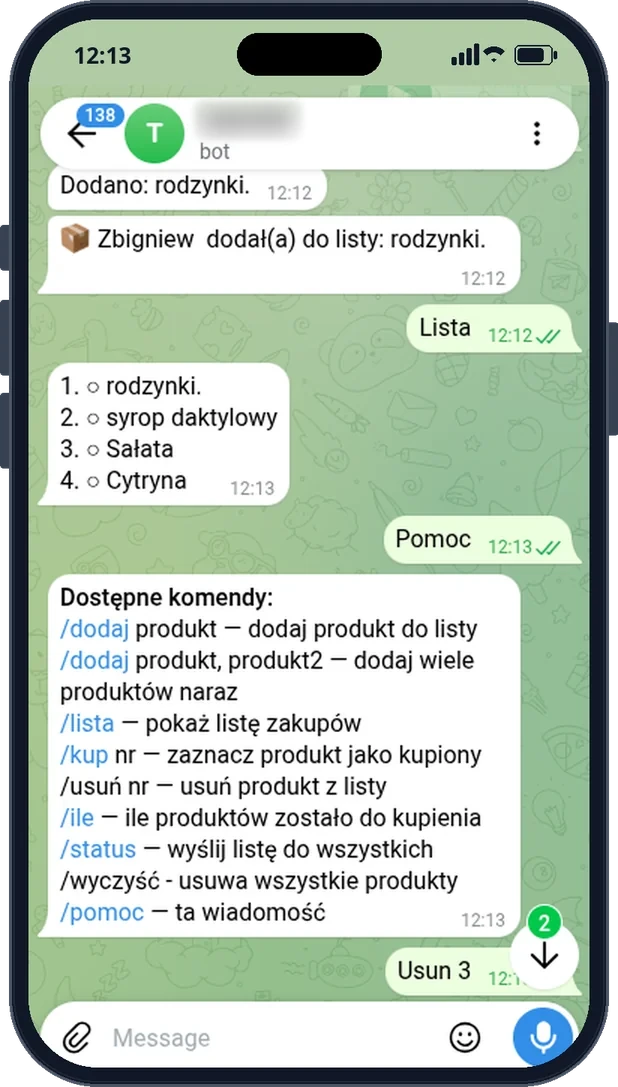 12:13
138
T
bot
Dodano: rodzynki. 12:12
📦 Zbigniew dodał(a) do listy: rodzynki.
12:12
Lista 12:12
1. ○ rodzynki.
2. ○ syrop daktylowy
3. ○ Sałata
4. ○ Cytryna 12:13
Pomoc 12:13
Dostępne komendy:
/dodaj produkt — dodaj produkt do listy
/dodaj produkt, produkt2 — dodaj wiele
produktów naraz
/lista — pokaż listę zakupów
/kup nr — zaznacz produkt jako kupiony
/usuń nr — usuń produkt z listy
/ile — ile produktów zostało do kupienia
/status — wyślij listę do wszystkich
/wyczyść - usuwa wszystkie produkty
/pomoc — ta wiadomość 12:13
2
Usun 3
Message